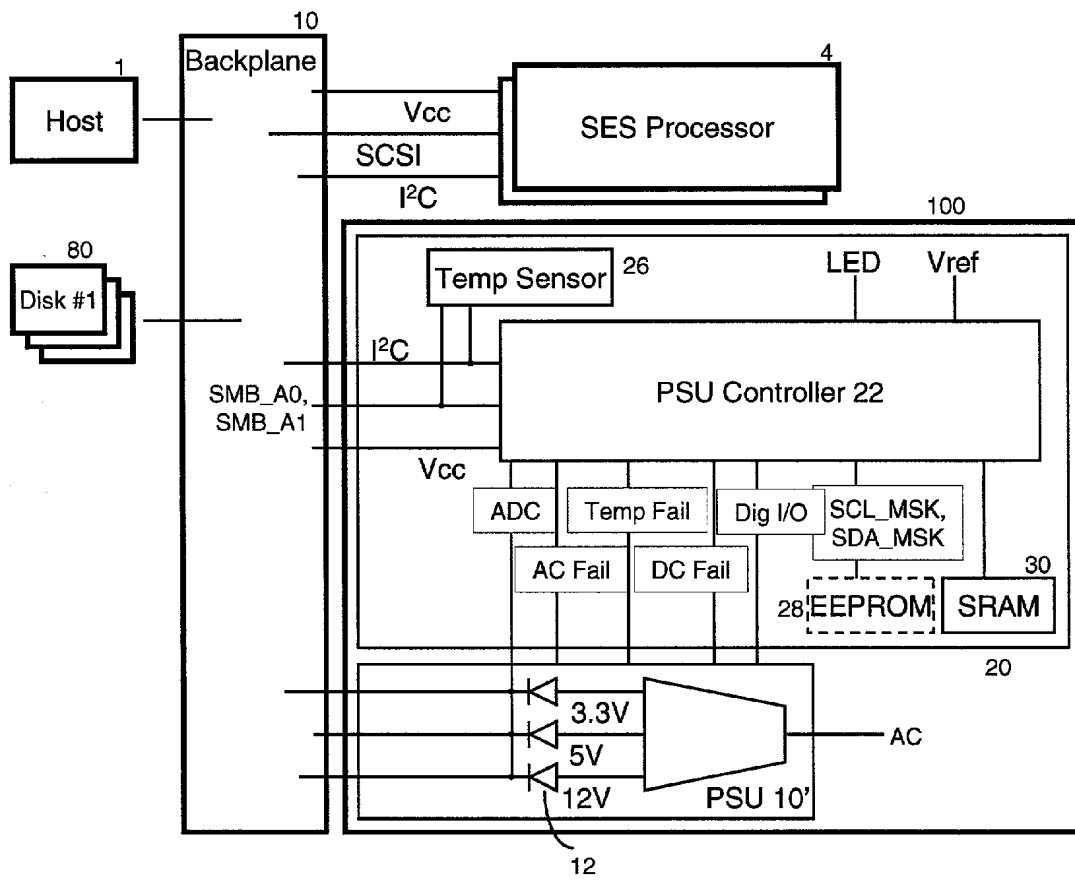 10
Backplane
1
Host
4
SES Processor
Vcc
SCSI
I²C
100
80
Disk #1
Temp Sensor
26
LED
Vref
I²C
SMB_A0,
SMB_A1
Vcc
PSU Controller 22
ADC
Temp Fail
Dig I/O
SCL_MSK,
SDA_MSK
AC Fail
DC Fail
28
EEPROM
30
SRAM
20
3.3V
5V
12V
AC
PSU 10'
12